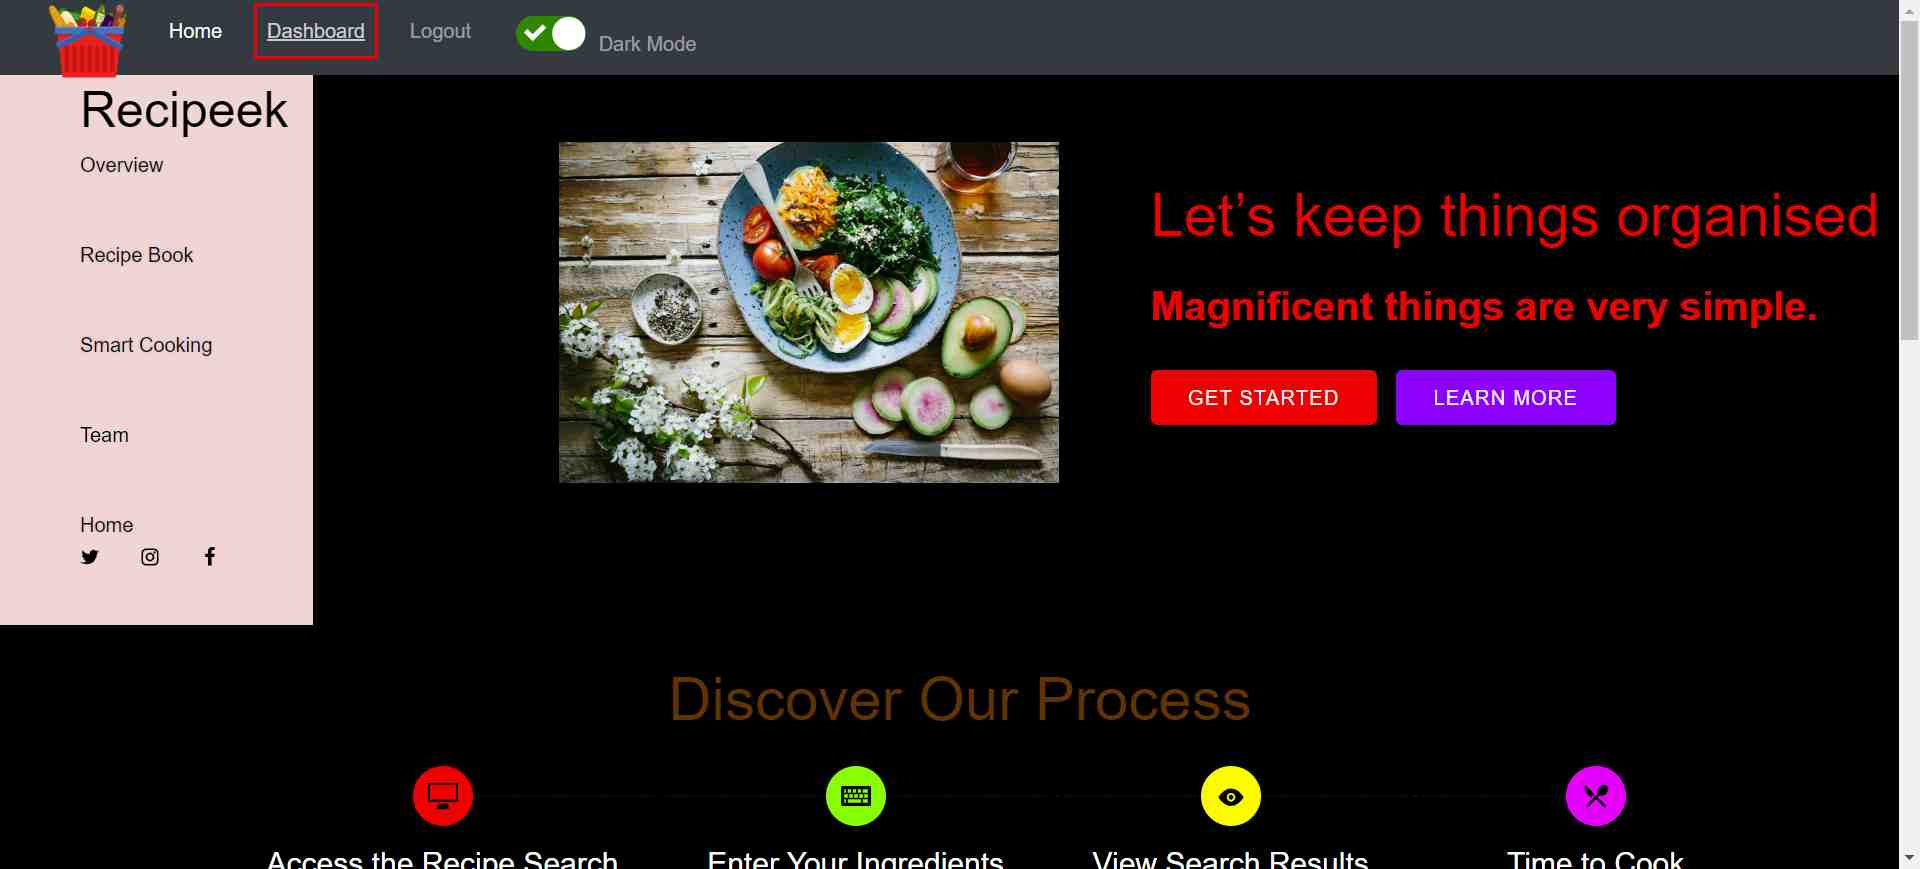 Home Dashboard Logout Dark Mode
Recipeek
Overview
Recipe Book
Smart Cooking
Team
Home
Let’s keep things organised
Magnificent things are very simple.
GET STARTED LEARN MORE
Discover Our Process
Access the Recipe Search Enter Your Ingredients View Search Results Time to Cook